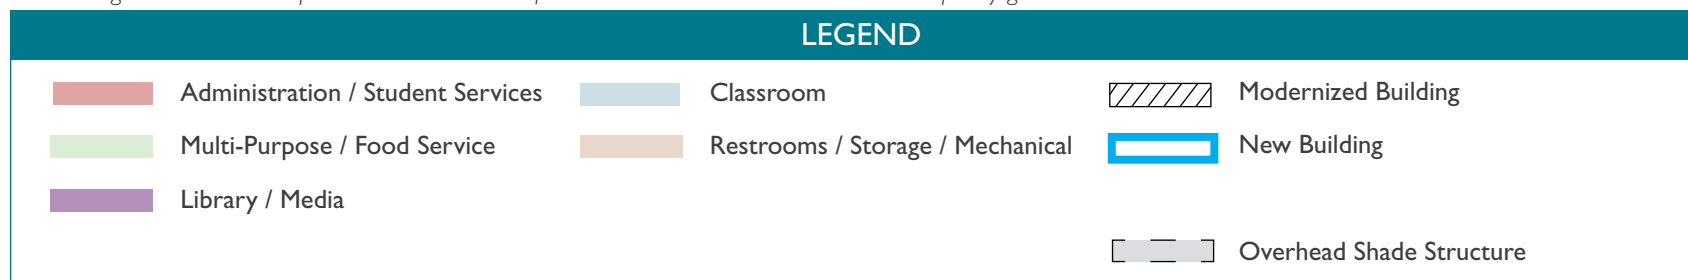 LEGEND
Administration / Student Services
Classroom
Modernized Building
Multi-Purpose / Food Service
Restrooms / Storage / Mechanical
New Building
Library / Media
Overhead Shade Structure